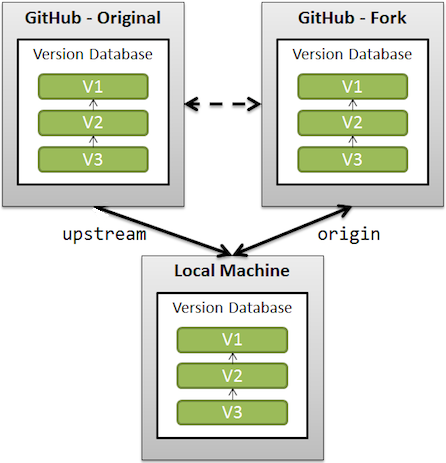 GitHub - Original
Version Database
V1
V2
V3
GitHub - Fork
Version Database
V1
V2
V3
upstream
origin
Local Machine
Version Database
V1
V2
V3